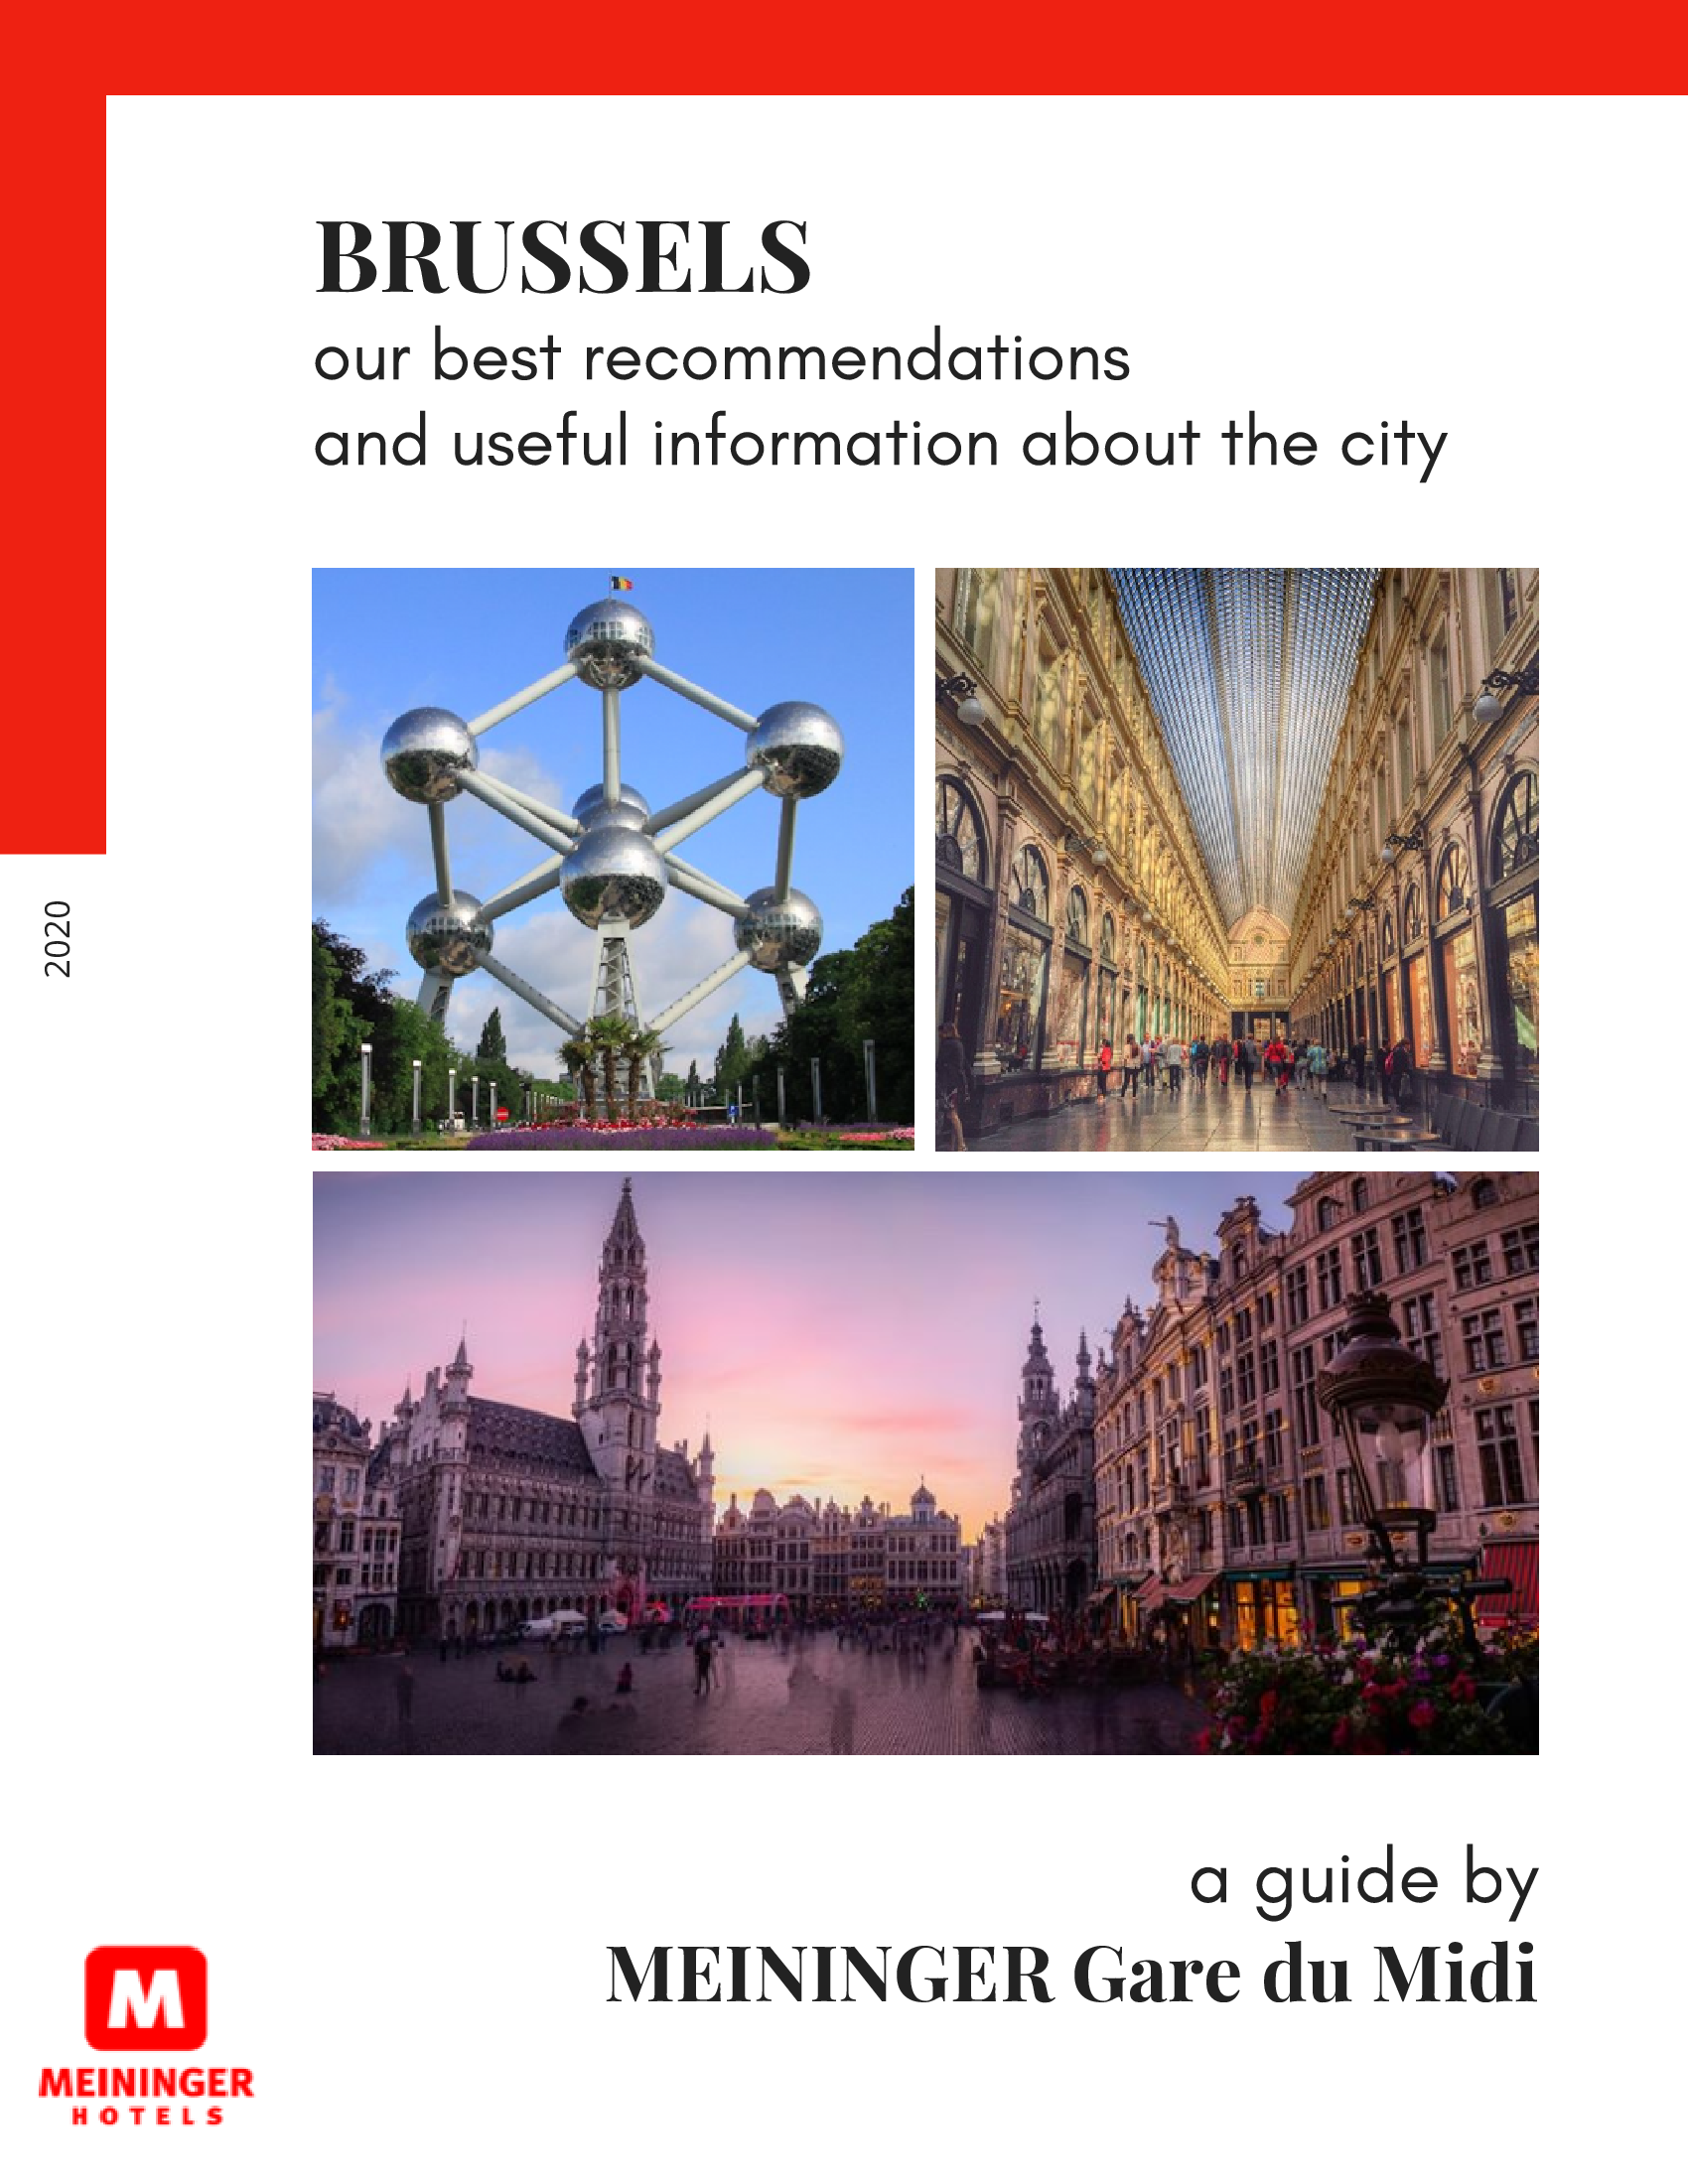 BRUSSELS
our best recommendations
and useful information about the city
2020
a guide by
MEININGER Gare du Midi
M
MEININGER
HOTELS